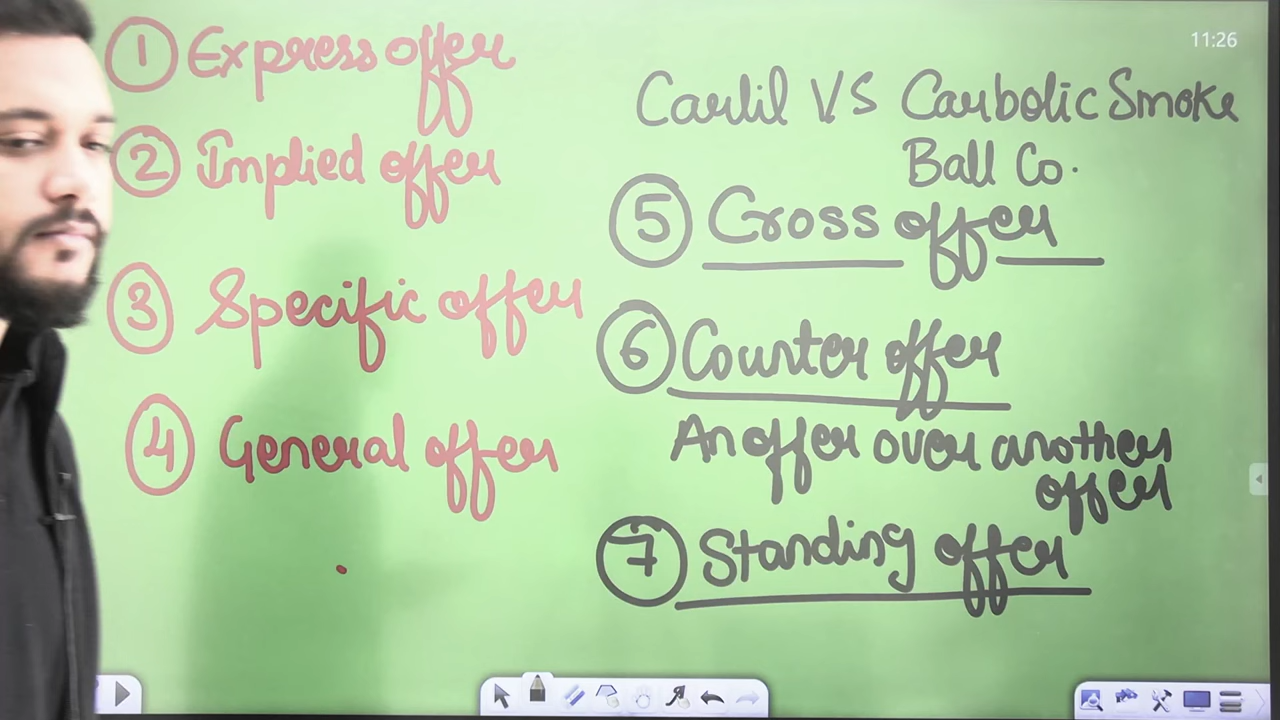 ① Express offer
② Implied offer
③ Specific offer
④ General offer
11:26
Carlil VS Carbolic Smoke
Ball Co.
⑤ Cross offer
⑥ Counter offer
An offer over another
offer
⑦ Standing offer